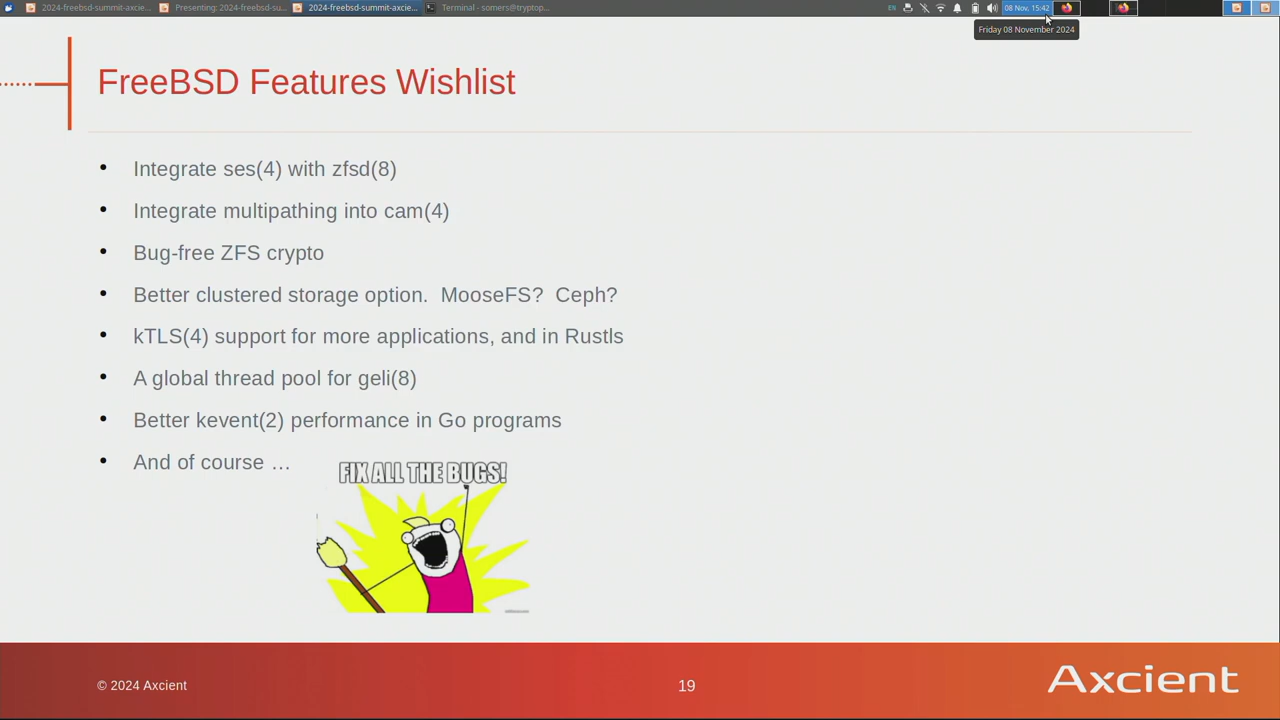 2024-freebsd-summit-axcie...
Presenting: 2024-freebsd-su...
2024-freebsd-summit-axcie...
Terminal - somers@tryptop...
EN
08 Nov, 15:42
Friday 08 November 2024
FreeBSD Features Wishlist
• Integrate ses(4) with zfsd(8)
• Integrate multipathing into cam(4)
• Bug-free ZFS crypto
• Better clustered storage option.  MooseFS?  Ceph?
• kTLS(4) support for more applications, and in Rustls
• A global thread pool for geli(8)
• Better kevent(2) performance in Go programs
• And of course …
FIX ALL THE BUGS!
© 2024 Axcient
19
Axcient